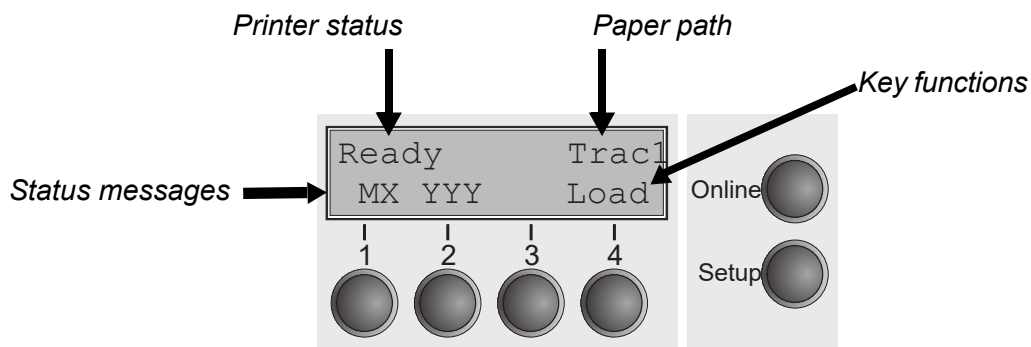 Printer status
Paper path
Key functions
Ready Trac1
Status messages
MX YYY Load
Online
1 2 3 4
Setup